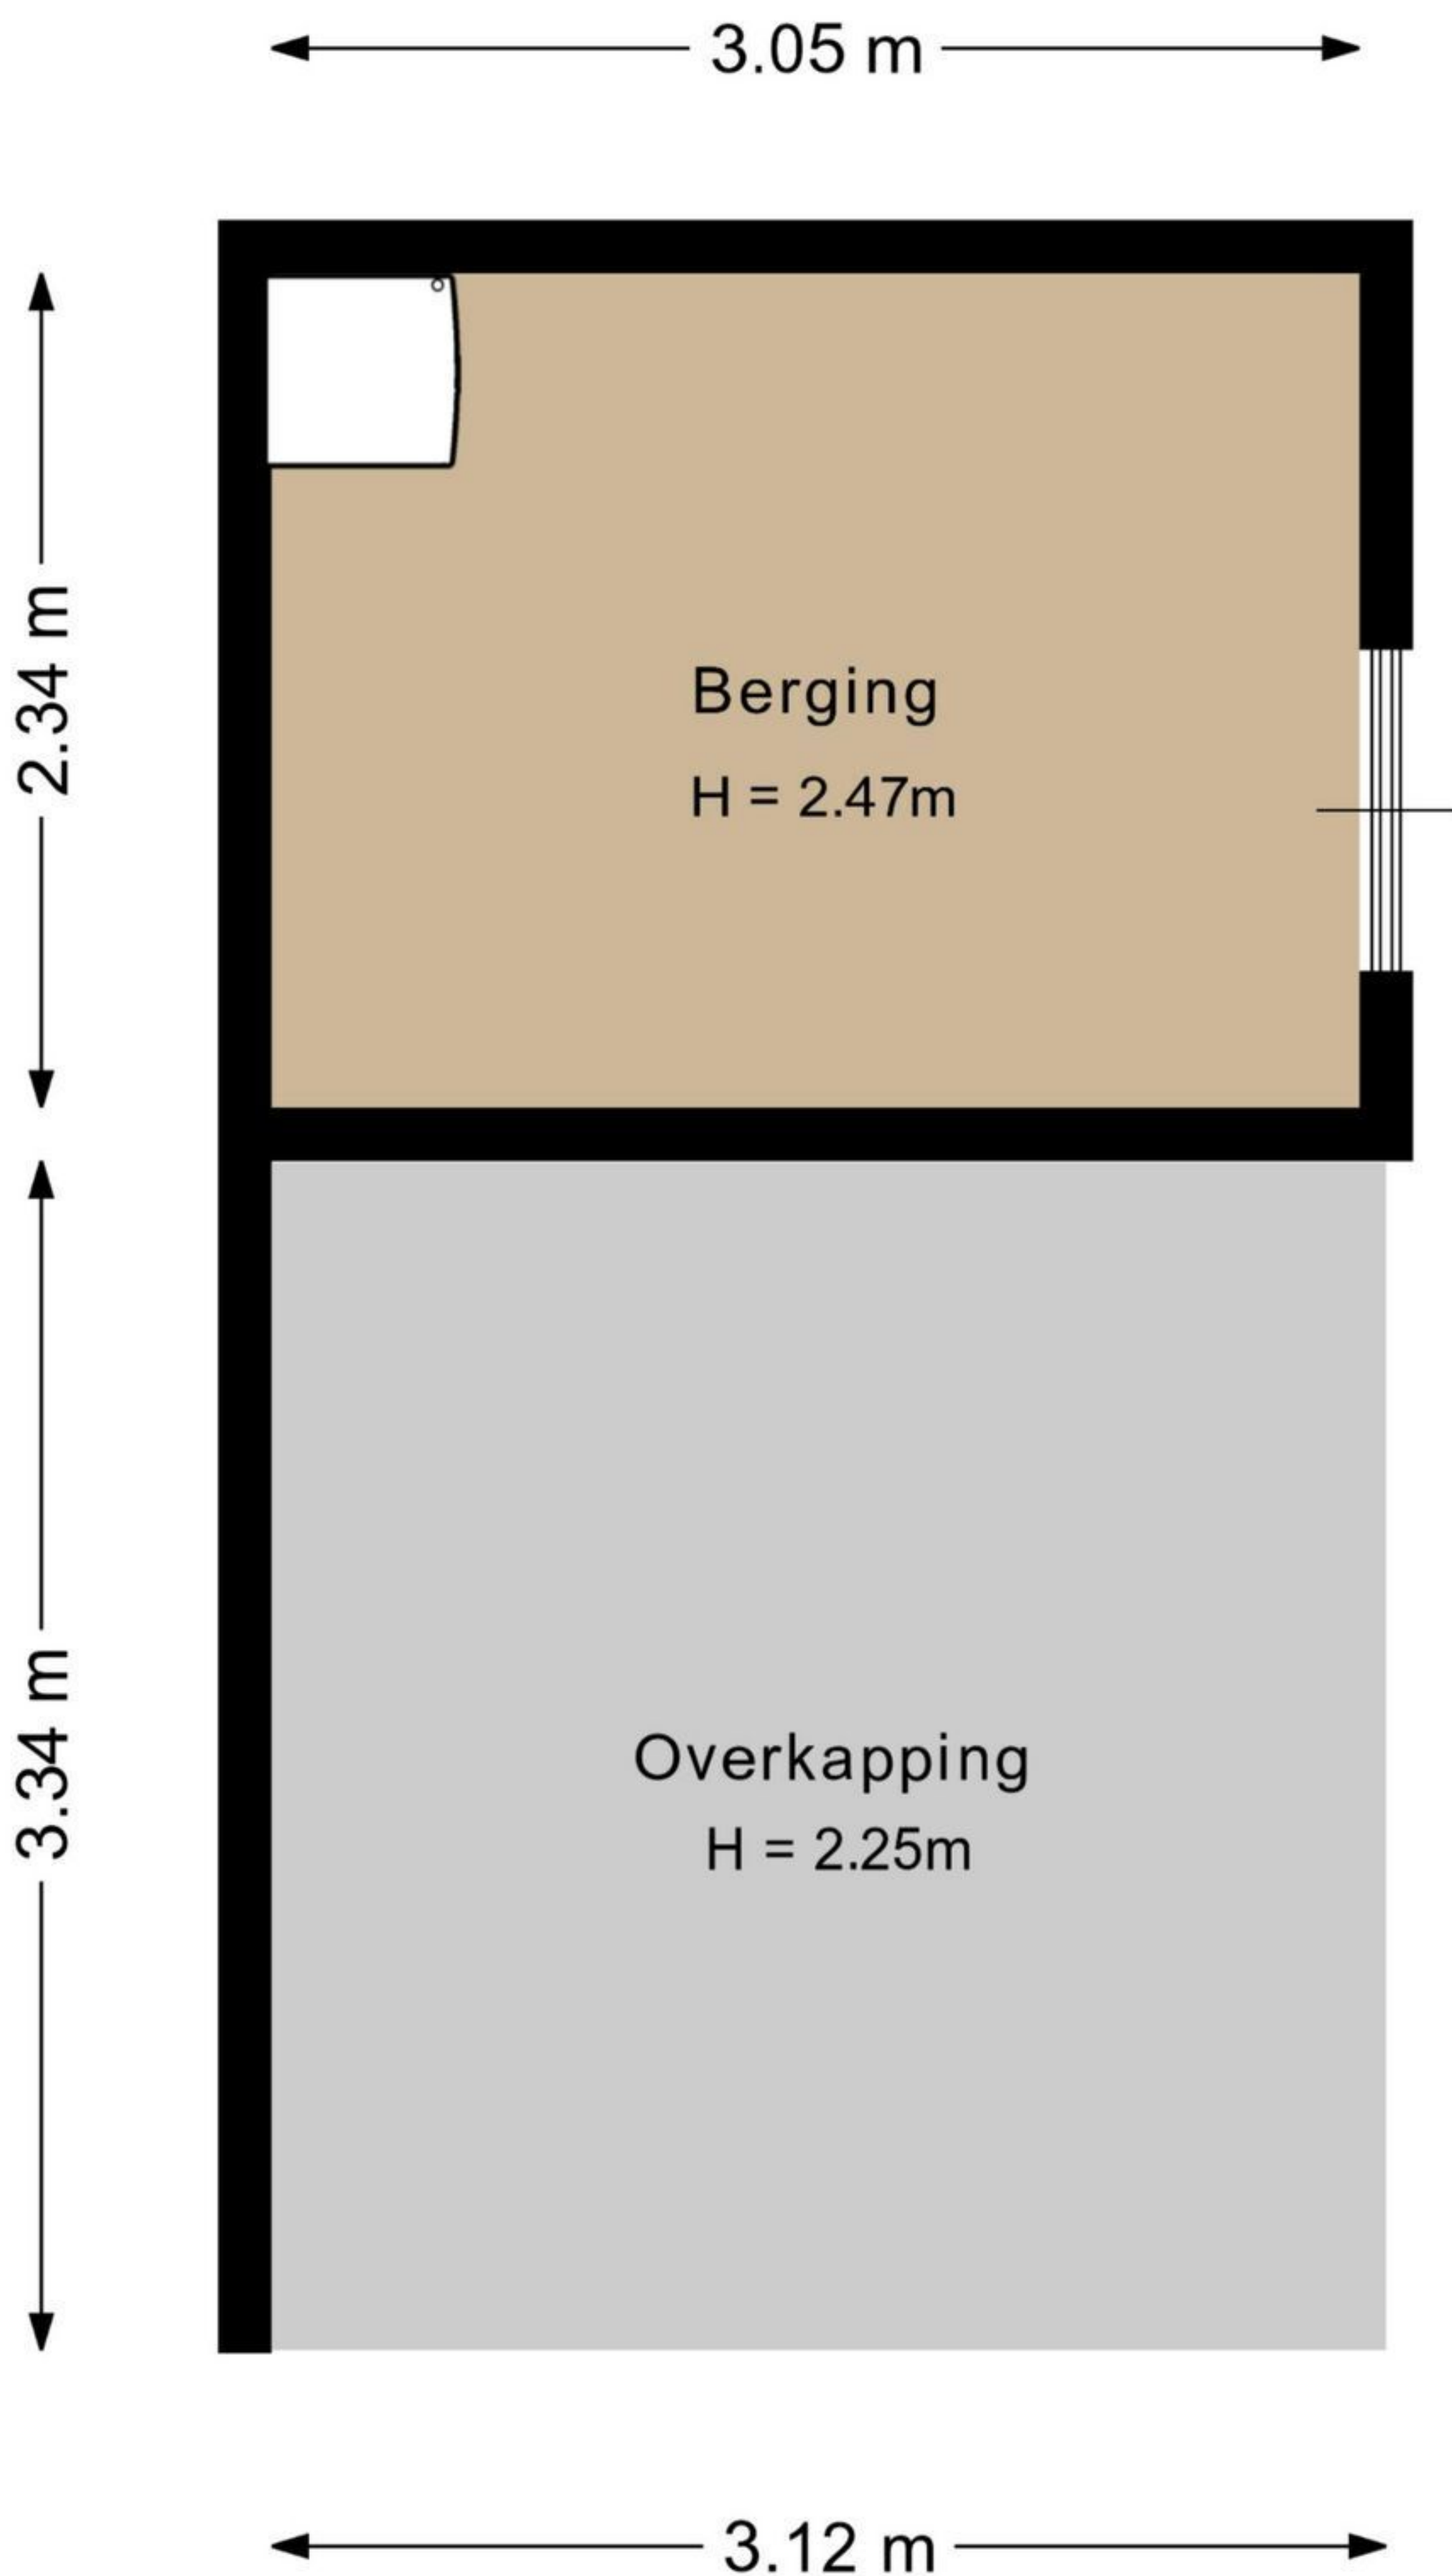 3.05 m
2.34 m
Berging
H = 2.47m
3.34 m
Overkapping
H = 2.25m
3.12 m